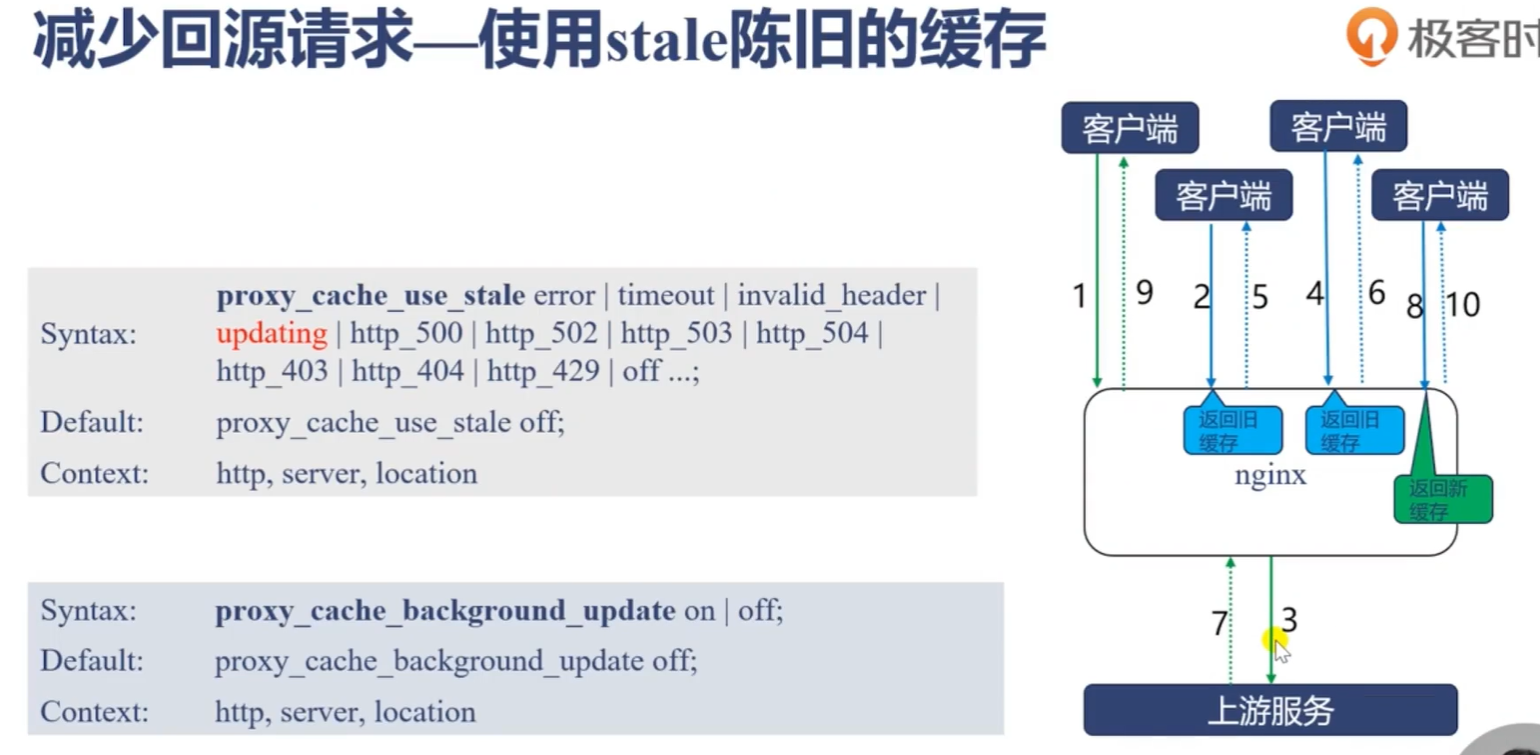 减少回源请求—使用stale陈旧的缓存
极客时
Syntax: proxy_cache_use_stale error | timeout | invalid_header |
updating | http_500 | http_502 | http_503 | http_504 |
http_403 | http_404 | http_429 | off ...;
Default: proxy_cache_use_stale off;
Context: http, server, location
Syntax: proxy_cache_background_update on | off;
Default: proxy_cache_background_update off;
Context: http, server, location
客户端
客户端
客户端
客户端
1
9
2
5
4
6
8
10
返回旧
缓存
返回旧
缓存
nginx
返回新
缓存
7
3
上游服务